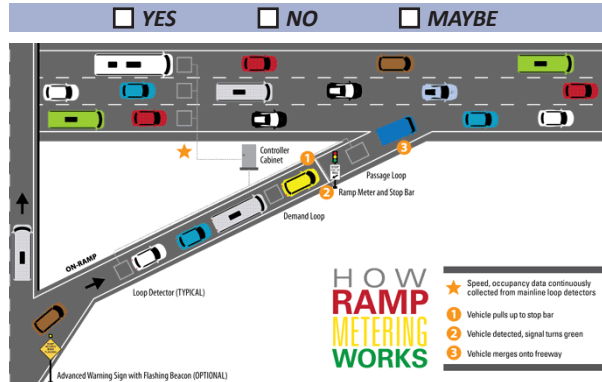 YES NO MAYBE
Controller
Cabinet
1
3
Passage Loop
2
Ramp Meter and Stop Bar
Demand Loop
ON-RAMP
Loop Detector (TYPICAL)
HOW
RAMP
METERING
WORKS
Speed, occupancy data continuously
collected from mainline loop detectors
1 Vehicle pulls up to stop bar
2 Vehicle detected, signal turns green
3 Vehicle merges onto freeway
Advanced Warning Sign with Flashing Beacon (OPTIONAL)